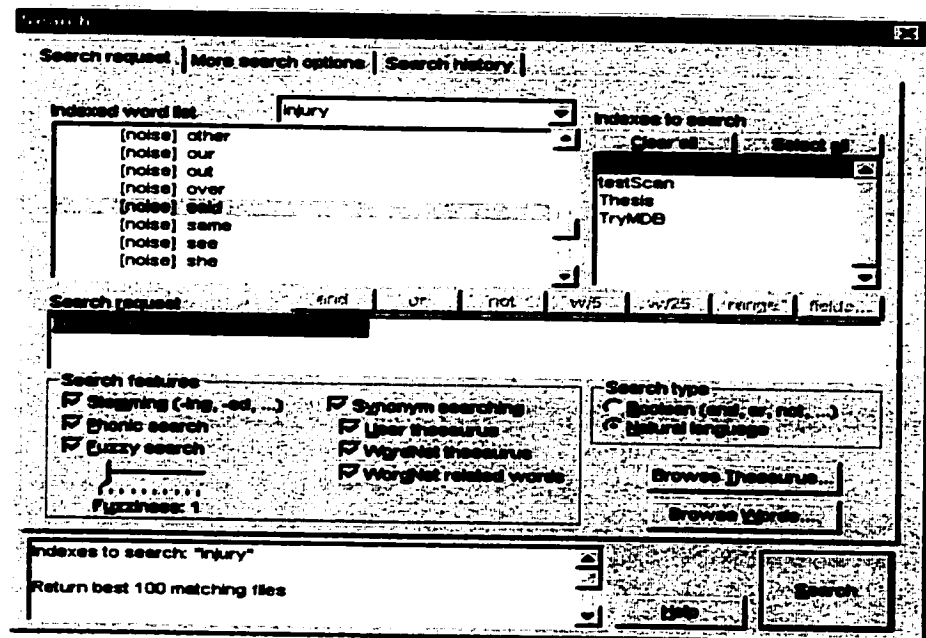 Search
Search request More search options Search history
Indexed word list injury
[noise] other
[noise] our
[noise] out
[noise] over
[noise] said
[noise] same
[noise] see
[noise] she
Indexes to search
Clear all Select all
testScan
Thesis
TryMDB
Search request and or not w/5 w/25 range fields...
Search features
Stemming (-ing, -ed, ...)
Phonic search
Fuzzy search
Fuzziness: 1
Synonym searching
User thesaurus
WordNet thesaurus
WordNet related words
Search type
Boolean (and, or, not, ...)
Natural language
Browse Thesaurus...
Browse Words...
Indexes to search: "injury"
Return best 100 matching files
Help
Search